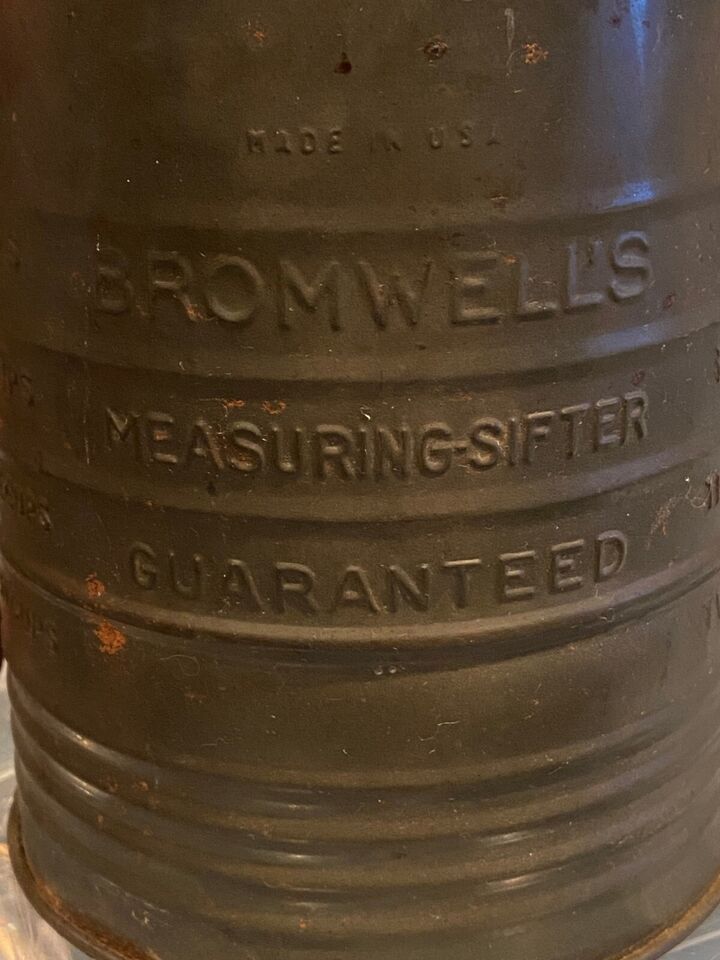 MADE IN USA
BROMWELL'S
MEASURING-SIFTER
GUARANTEED